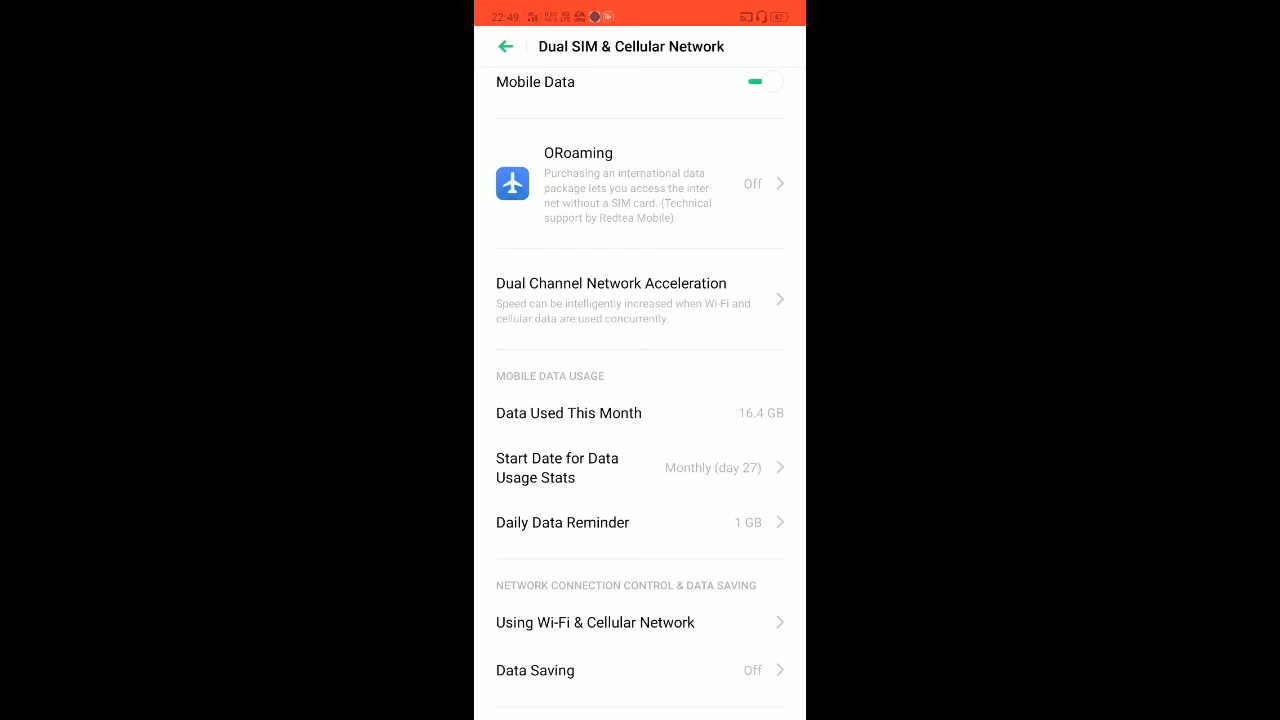 22:49 VPN 47
Dual SIM & Cellular Network
Mobile Data
ORoaming
Purchasing an international data
package lets you access the inter-
net without a SIM card. (Technical
support by Redtea Mobile)
Off
Dual Channel Network Acceleration
Speed can be intelligently increased when Wi-Fi and
cellular data are used concurrently.
MOBILE DATA USAGE
Data Used This Month 16.4 GB
Start Date for Data
Usage Stats
Monthly (day 27)
Daily Data Reminder 1 GB
NETWORK CONNECTION CONTROL & DATA SAVING
Using Wi-Fi & Cellular Network
Data Saving Off